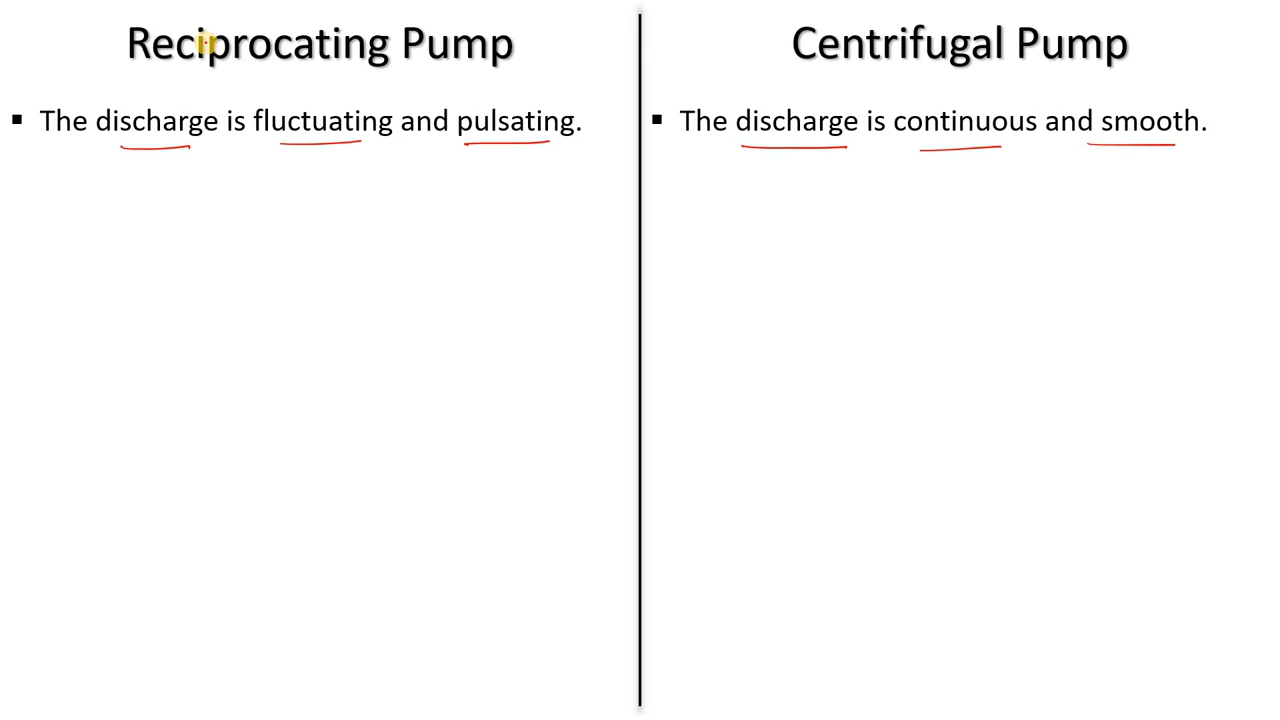 Reciprocating Pump
▪ The discharge is fluctuating and pulsating.
Centrifugal Pump
▪ The discharge is continuous and smooth.